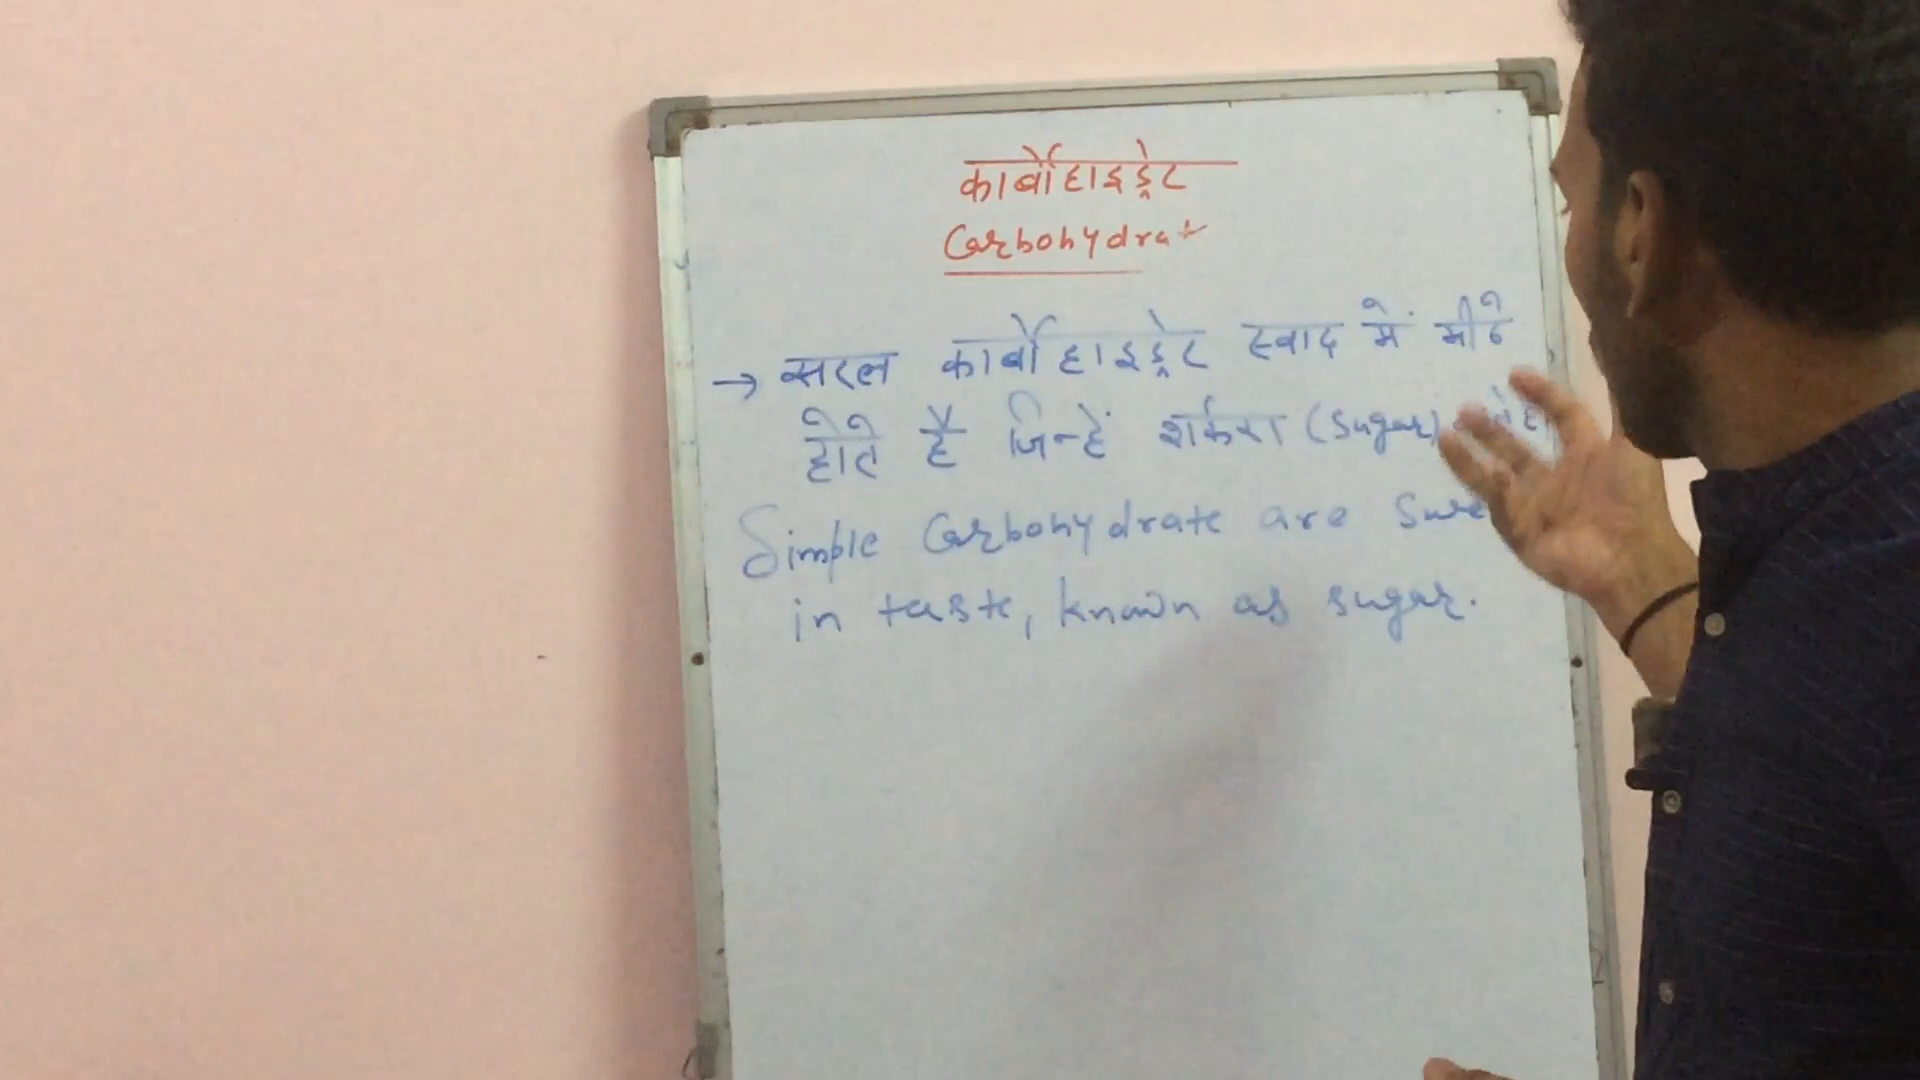 कार्बोहाइड्रेट
Carbohydrat
→ सरल कार्बोहाइड्रेट स्वाद में मीठे
होते है जिन्हें शर्करा (Sugar)
Simple Carbohydrate are
in taste, known as sugar.